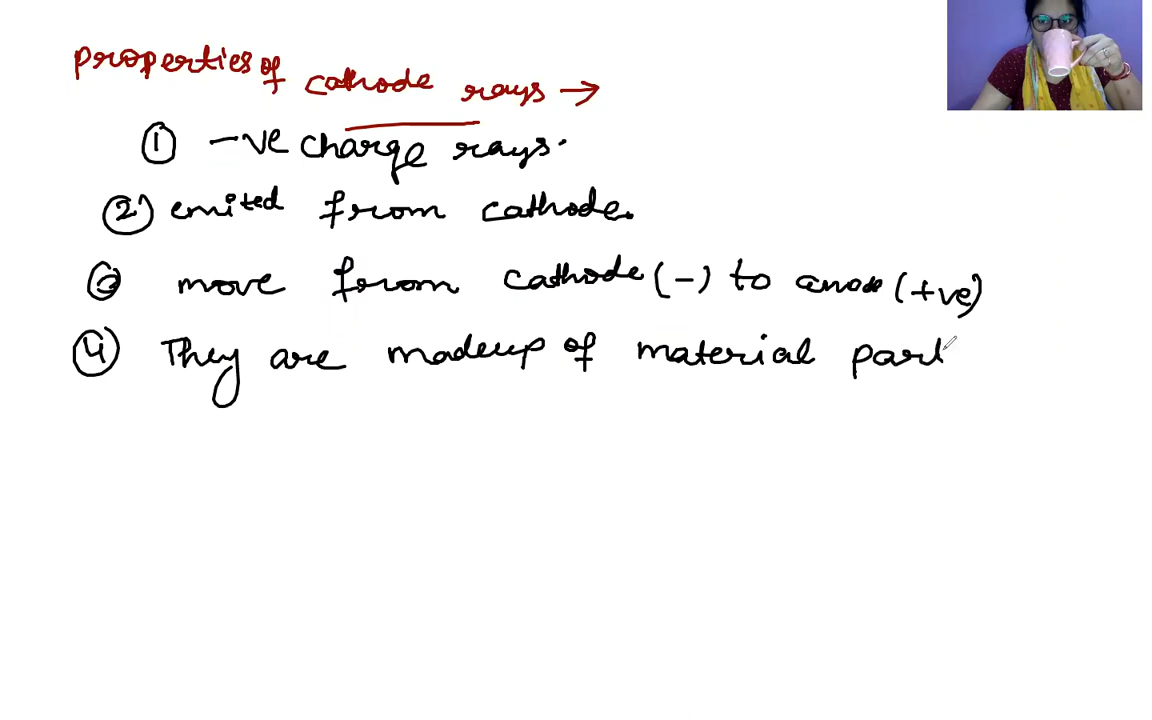 properties of cathode rays →
① -ve charge rays.
② emited from cathode.
③ move from cathode (-) to anode (+ve)
④ They are madeup of material part